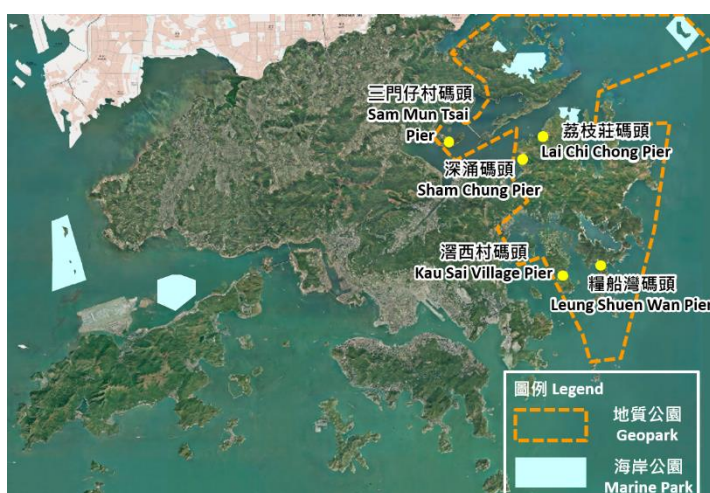 三門仔村碼頭
Sam Mun Tsai
Pier
荔枝莊碼頭
Lai Chi Chong Pier
深涌碼頭
Sham Chung Pier
滘西村碼頭
Kau Sai Village Pier
糧船灣碼頭
Leung Shuen Wan Pier
圖例 Legend
地質公園
Geopark
海岸公園
Marine Park